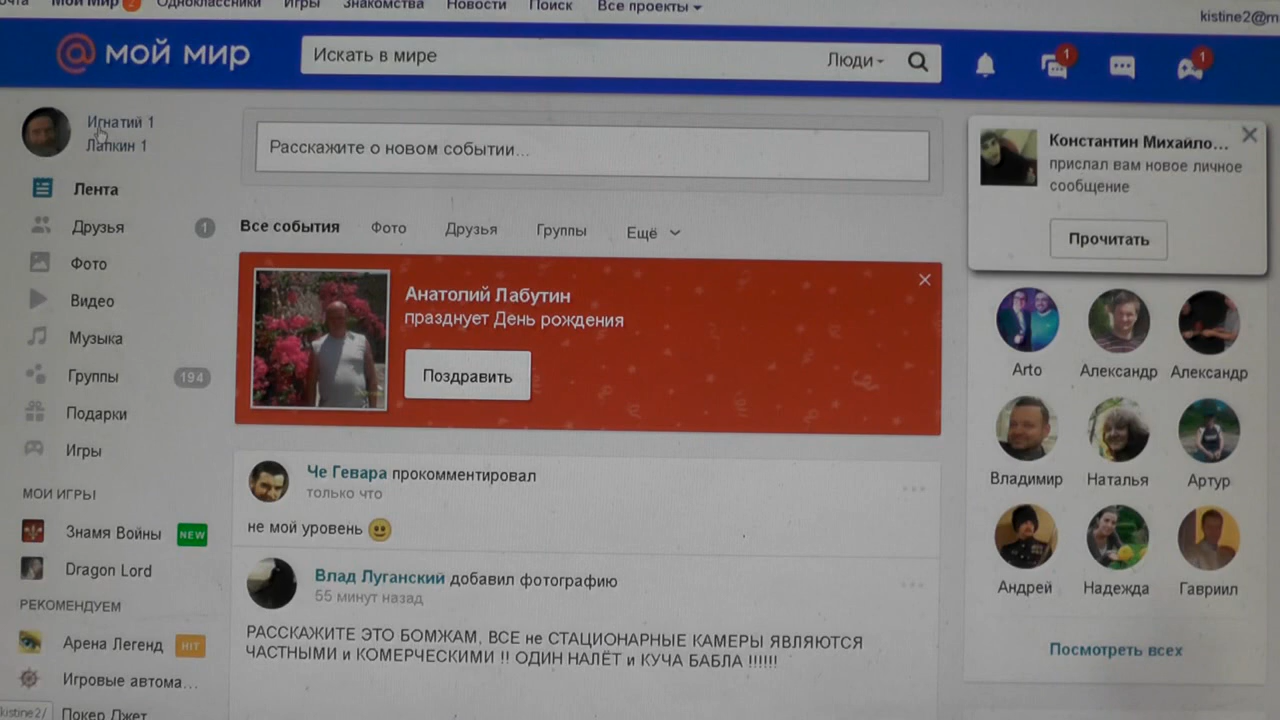 Мой Мир 2 Одноклассники Игры Знакомства Новости Поиск Все проекты
kistine2@m
@ мой мир
Искать в мире
Люди
1
1
Игнатий 1
Лапкин 1
Лента
Друзья 1
Фото
Видео
Музыка
Группы 194
Подарки
Игры
МОИ ИГРЫ
Знамя Войны NEW
Dragon Lord
РЕКОМЕНДУЕМ
Арена Легенд HIT
Игровые автома...
Покер Джет
kistine2/
Расскажите о новом событии...
Все события Фото Друзья Группы Ещё
Анатолий Лабутин
празднует День рождения
Поздравить
Че Гевара прокомментировал
только что
не мой уровень
Влад Луганский добавил фотографию
55 минут назад
РАССКАЖИТЕ ЭТО БОМЖАМ, ВСЕ не СТАЦИОНАРНЫЕ КАМЕРЫ ЯВЛЯЮТСЯ
ЧАСТНЫМИ и КОМЕРЧЕСКИМИ !! ОДИН НАЛЁТ и КУЧА БАБЛА !!!!!!
Константин Михайло...
прислал вам новое личное
сообщение
Прочитать
Arto Александр Александр
Владимир Наталья Артур
Андрей Надежда Гавриил
Посмотреть всех